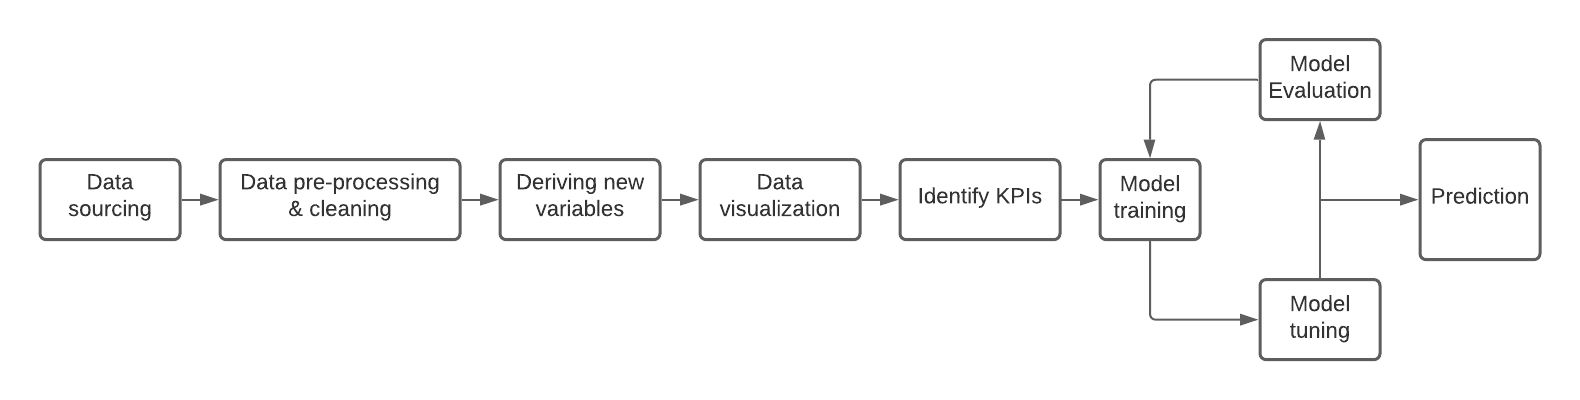 Data
sourcing
Data pre-processing
& cleaning
Deriving new
variables
Data
visualization
Identify KPIs
Model
training
Model
Evaluation
Model
tuning
Prediction